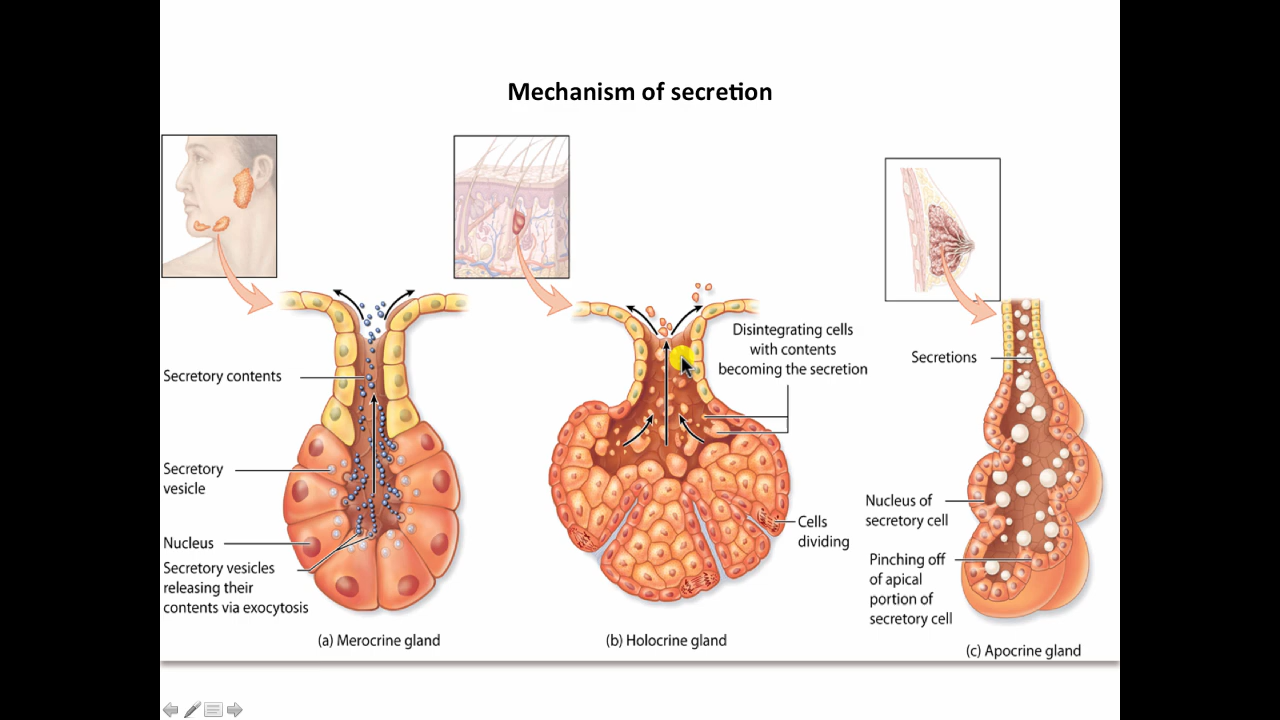 Mechanism of secretion
Secretory contents
Secretory
vesicle
Nucleus
Secretory vesicles
releasing their
contents via exocytosis
(a) Merocrine gland
Disintegrating cells
with contents
becoming the secretion
Cells
dividing
(b) Holocrine gland
Secretions
Nucleus of
secretory cell
Pinching off
of apical
portion of
secretory cell
(c) Apocrine gland